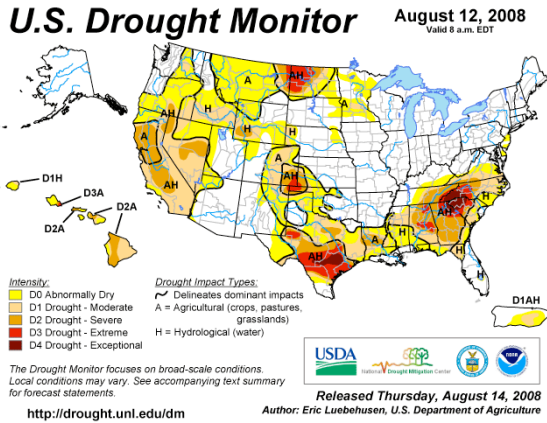 U.S. Drought Monitor
August 12, 2008
Valid 8 a.m. EDT
A
AH
A
AH
H
H
A
H
A
AH
A
AH
AH
H
H
A
H
AH
H
H
D1H
D3A
D2A
D2A
D1AH
Intensity:
D0 Abnormally Dry
D1 Drought - Moderate
D2 Drought - Severe
D3 Drought - Extreme
D4 Drought - Exceptional
Drought Impact Types:
Delineates dominant impacts
A = Agricultural (crops, pastures,
grasslands)
H = Hydrological (water)
The Drought Monitor focuses on broad-scale conditions.
Local conditions may vary. See accompanying text summary
for forecast statements.
http://drought.unl.edu/dm
USDA
National Drought Mitigation Center
Released Thursday, August 14, 2008
Author: Eric Luebehusen, U.S. Department of Agriculture